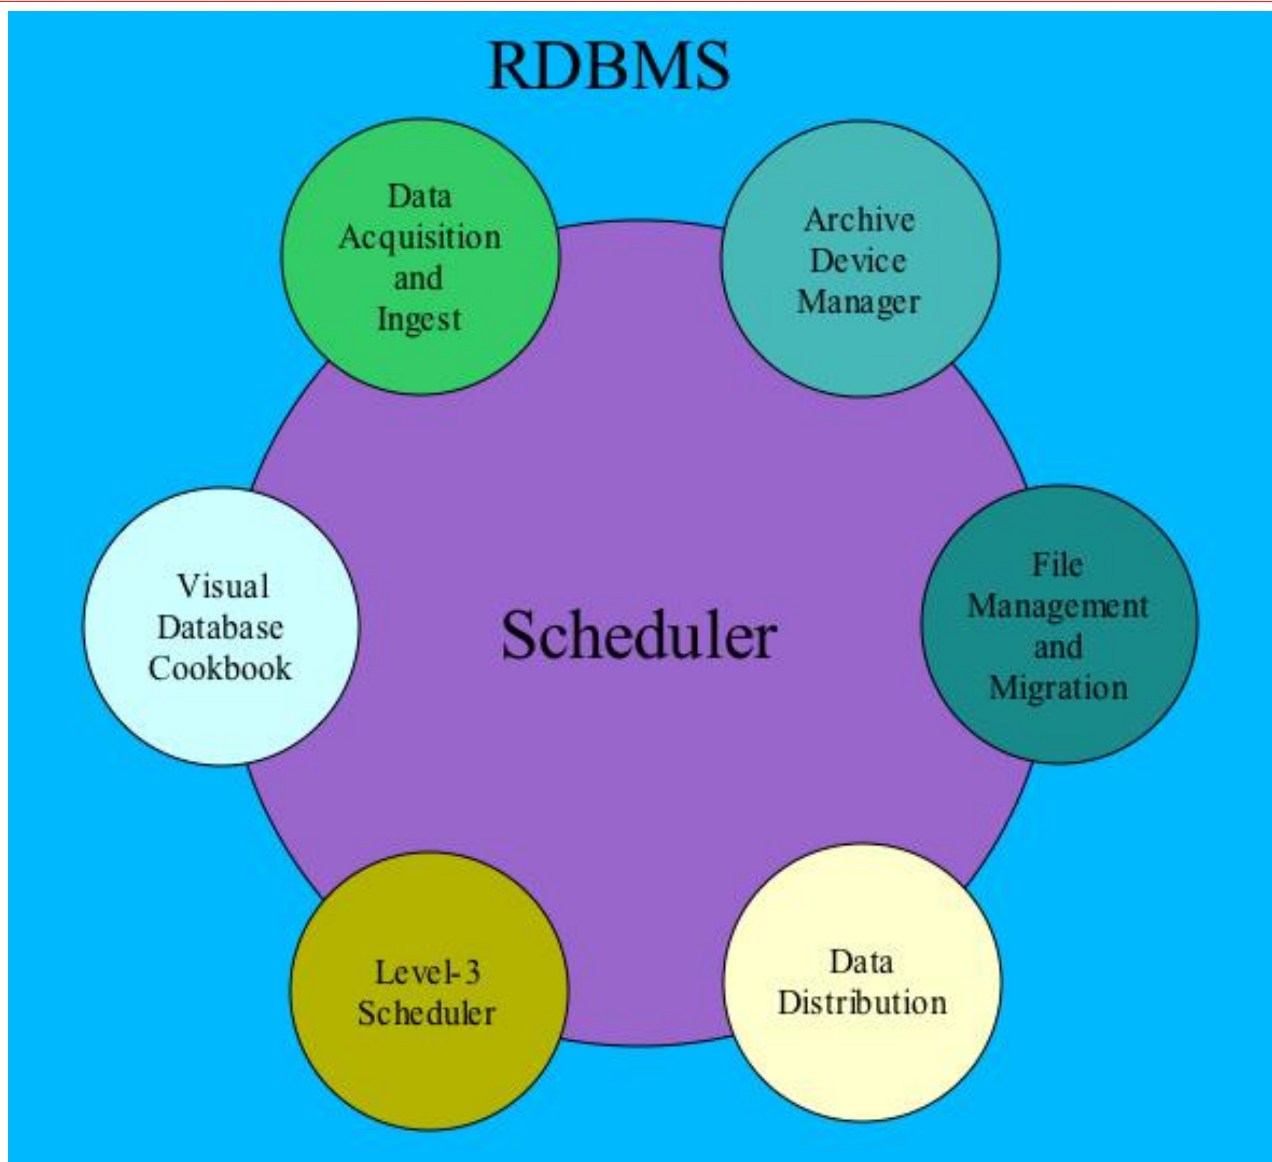 RDBMS
Data
Acquisition
and
Ingest
Archive
Device
Manager
Visual
Database
Cookbook
Scheduler
File
Management
and
Migration
Level-3
Scheduler
Data
Distribution